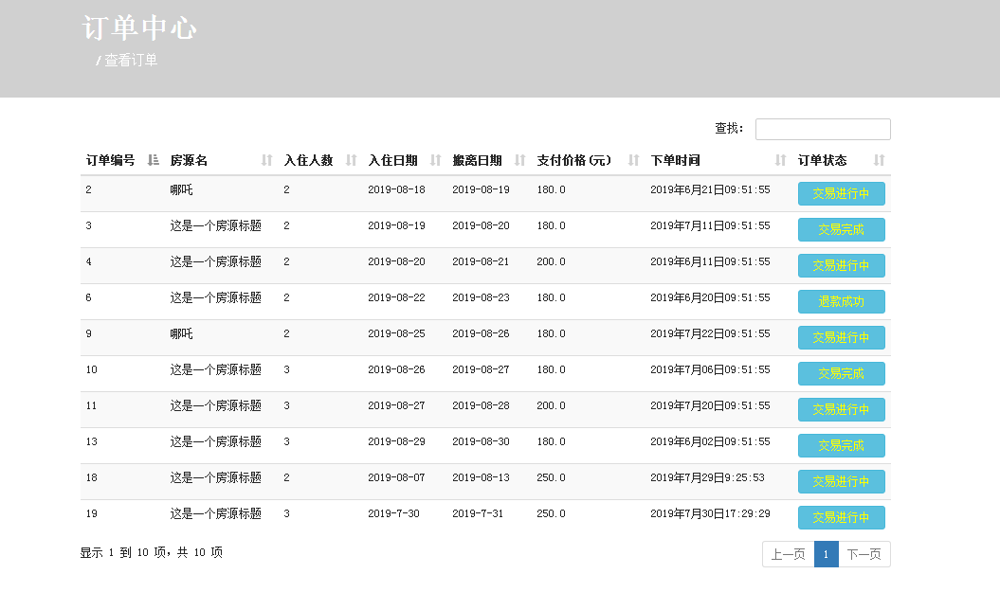 订单中心
/ 查看订单
查找：
订单编号 房源名 入住人数 入住日期 搬离日期 支付价格(元) 下单时间 订单状态
2 哪吒 2 2019-08-18 2019-08-19 180.0 2019年6月21日09:51:55 交易进行中
3 这是一个房源标题 2 2019-08-19 2019-08-20 180.0 2019年7月11日09:51:55 交易完成
4 这是一个房源标题 2 2019-08-20 2019-08-21 200.0 2019年6月11日09:51:55 交易进行中
6 这是一个房源标题 2 2019-08-22 2019-08-23 180.0 2019年6月20日09:51:55 退款成功
9 哪吒 2 2019-08-25 2019-08-26 180.0 2019年7月22日09:51:55 交易进行中
10 这是一个房源标题 3 2019-08-26 2019-08-27 180.0 2019年7月06日09:51:55 交易完成
11 这是一个房源标题 3 2019-08-27 2019-08-28 200.0 2019年7月20日09:51:55 交易进行中
13 这是一个房源标题 3 2019-08-29 2019-08-30 180.0 2019年6月02日09:51:55 交易完成
18 这是一个房源标题 2 2019-08-07 2019-08-13 250.0 2019年7月29日9:25:53 交易进行中
19 这是一个房源标题 3 2019-7-30 2019-7-31 250.0 2019年7月30日17:29:29 交易进行中
显示 1 到 10 项，共 10 项 上一页 1 下一页